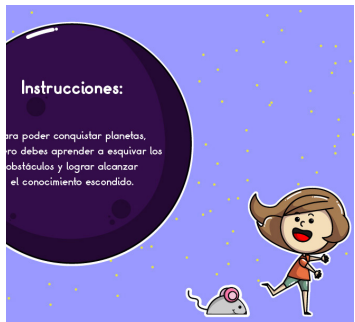 Instrucciones:
ara poder conquistar planetas,
ero debes aprender a esquivar los
obstáculos y lograr alcanzar
el conocimiento escondido.